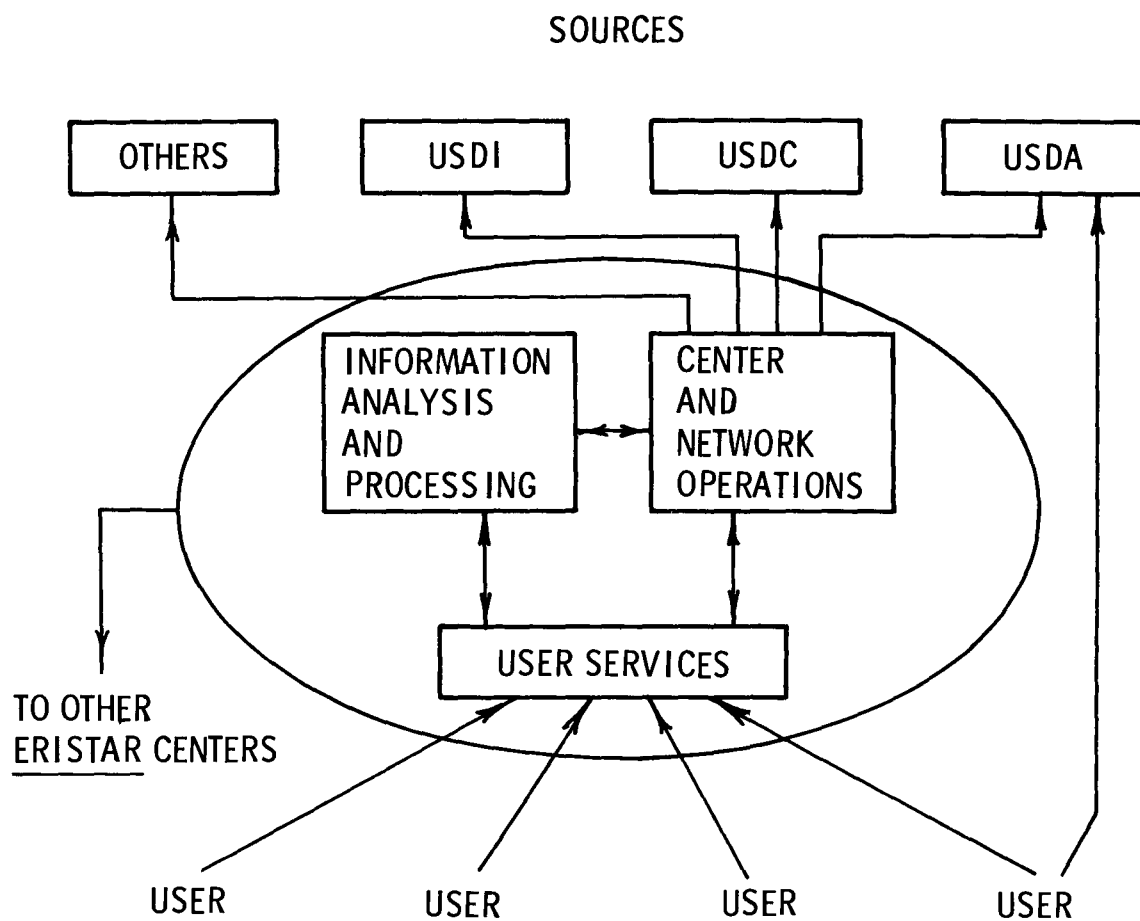 SOURCES
OTHERS
USDI
USDC
USDA
INFORMATION
ANALYSIS
AND
PROCESSING
CENTER
AND
NETWORK
OPERATIONS
USER SERVICES
TO OTHER
ERISTAR CENTERS
USER
USER
USER
USER